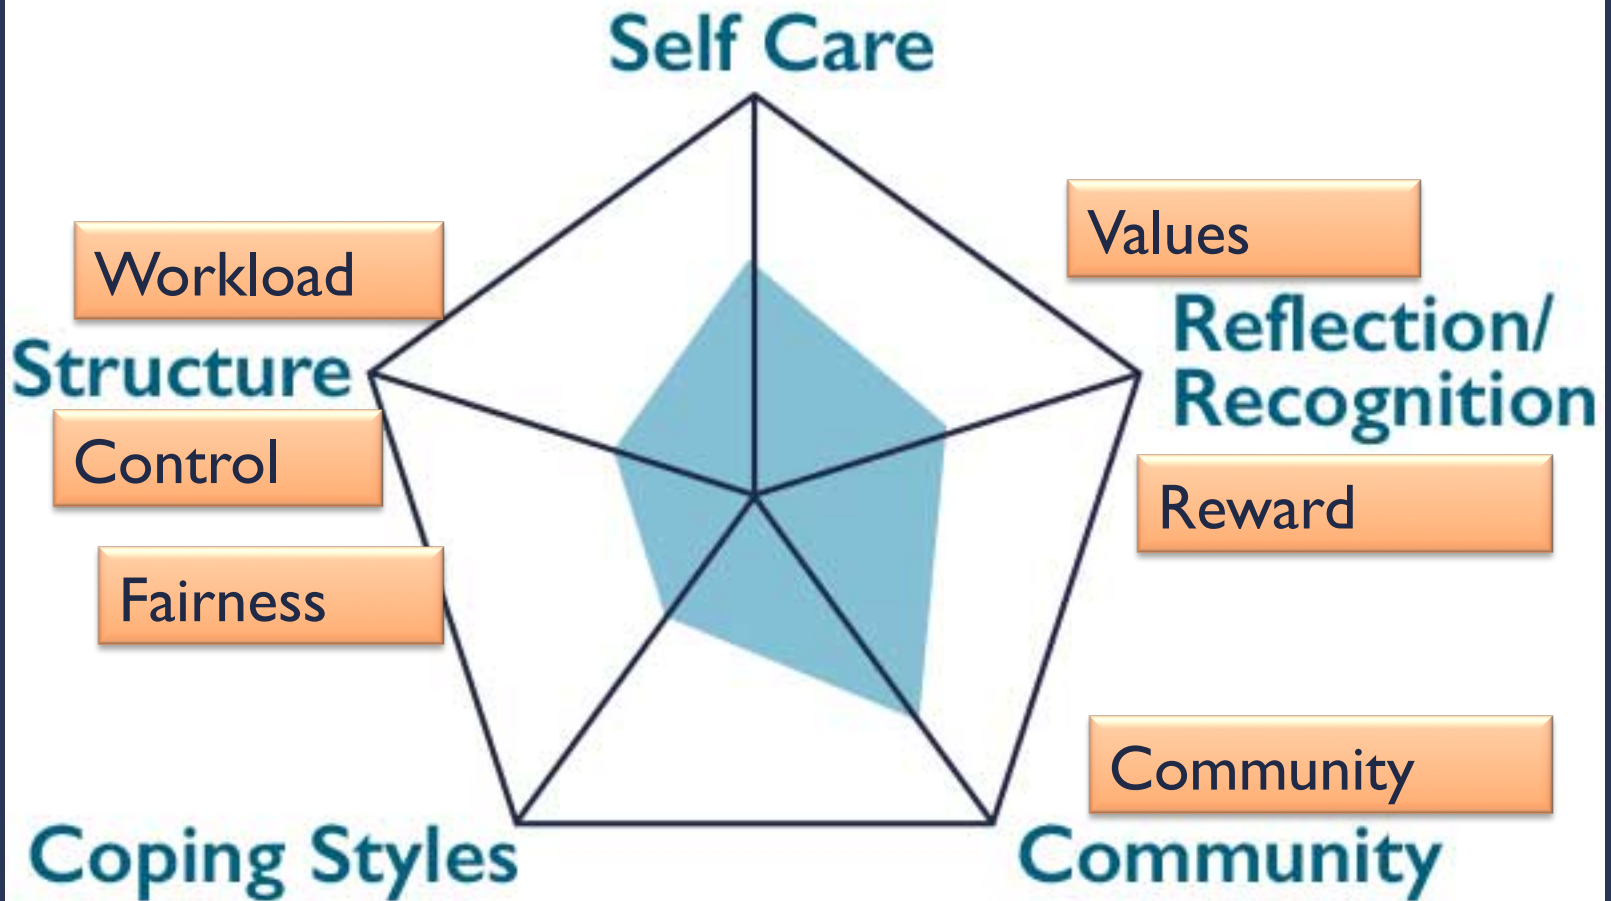 Self Care
Values
Workload
Reflection/
Recognition
Structure
Control
Reward
Fairness
Community
Coping Styles
Community